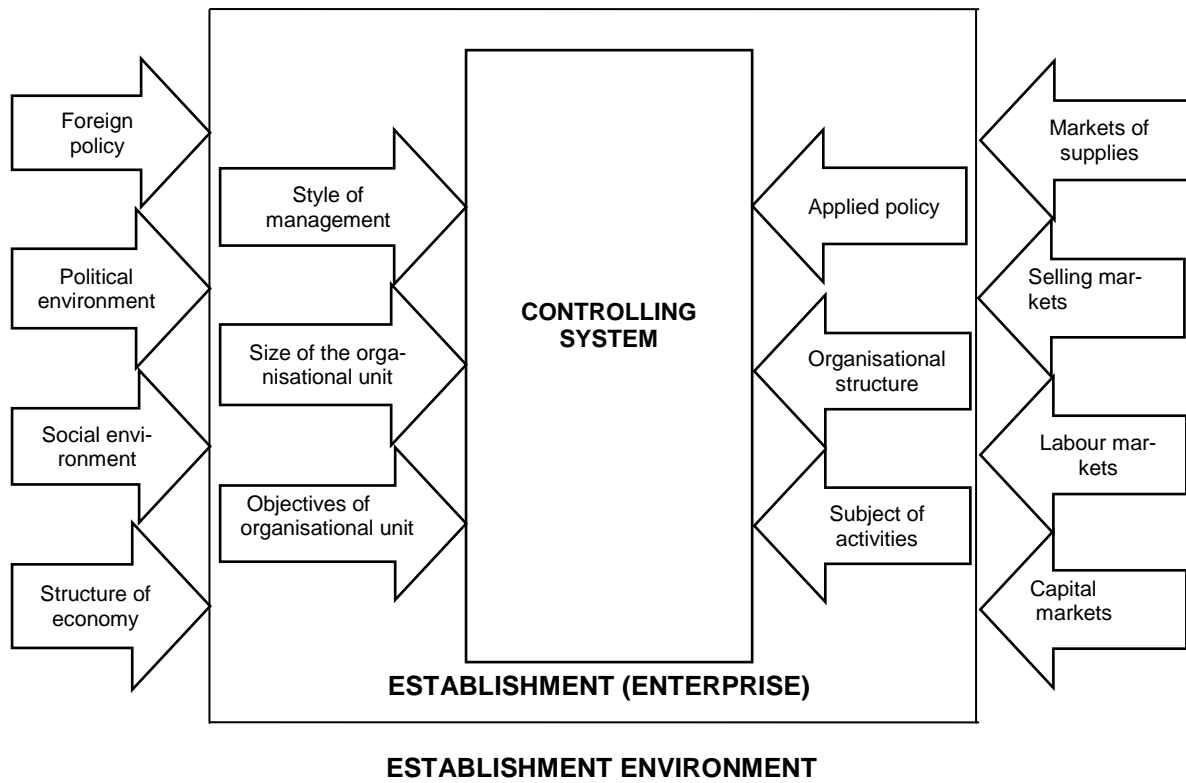 Foreign
policy
Political
environment
Social envi-
ronment
Structure of
economy
Style of
management
Size of the orga-
nisational unit
Objectives of
organisational unit
CONTROLLING
SYSTEM
Applied policy
Organisational
structure
Subject of
activities
Markets of
supplies
Selling mar-
kets
Labour mar-
kets
Capital
markets
ESTABLISHMENT (ENTERPRISE)
ESTABLISHMENT ENVIRONMENT